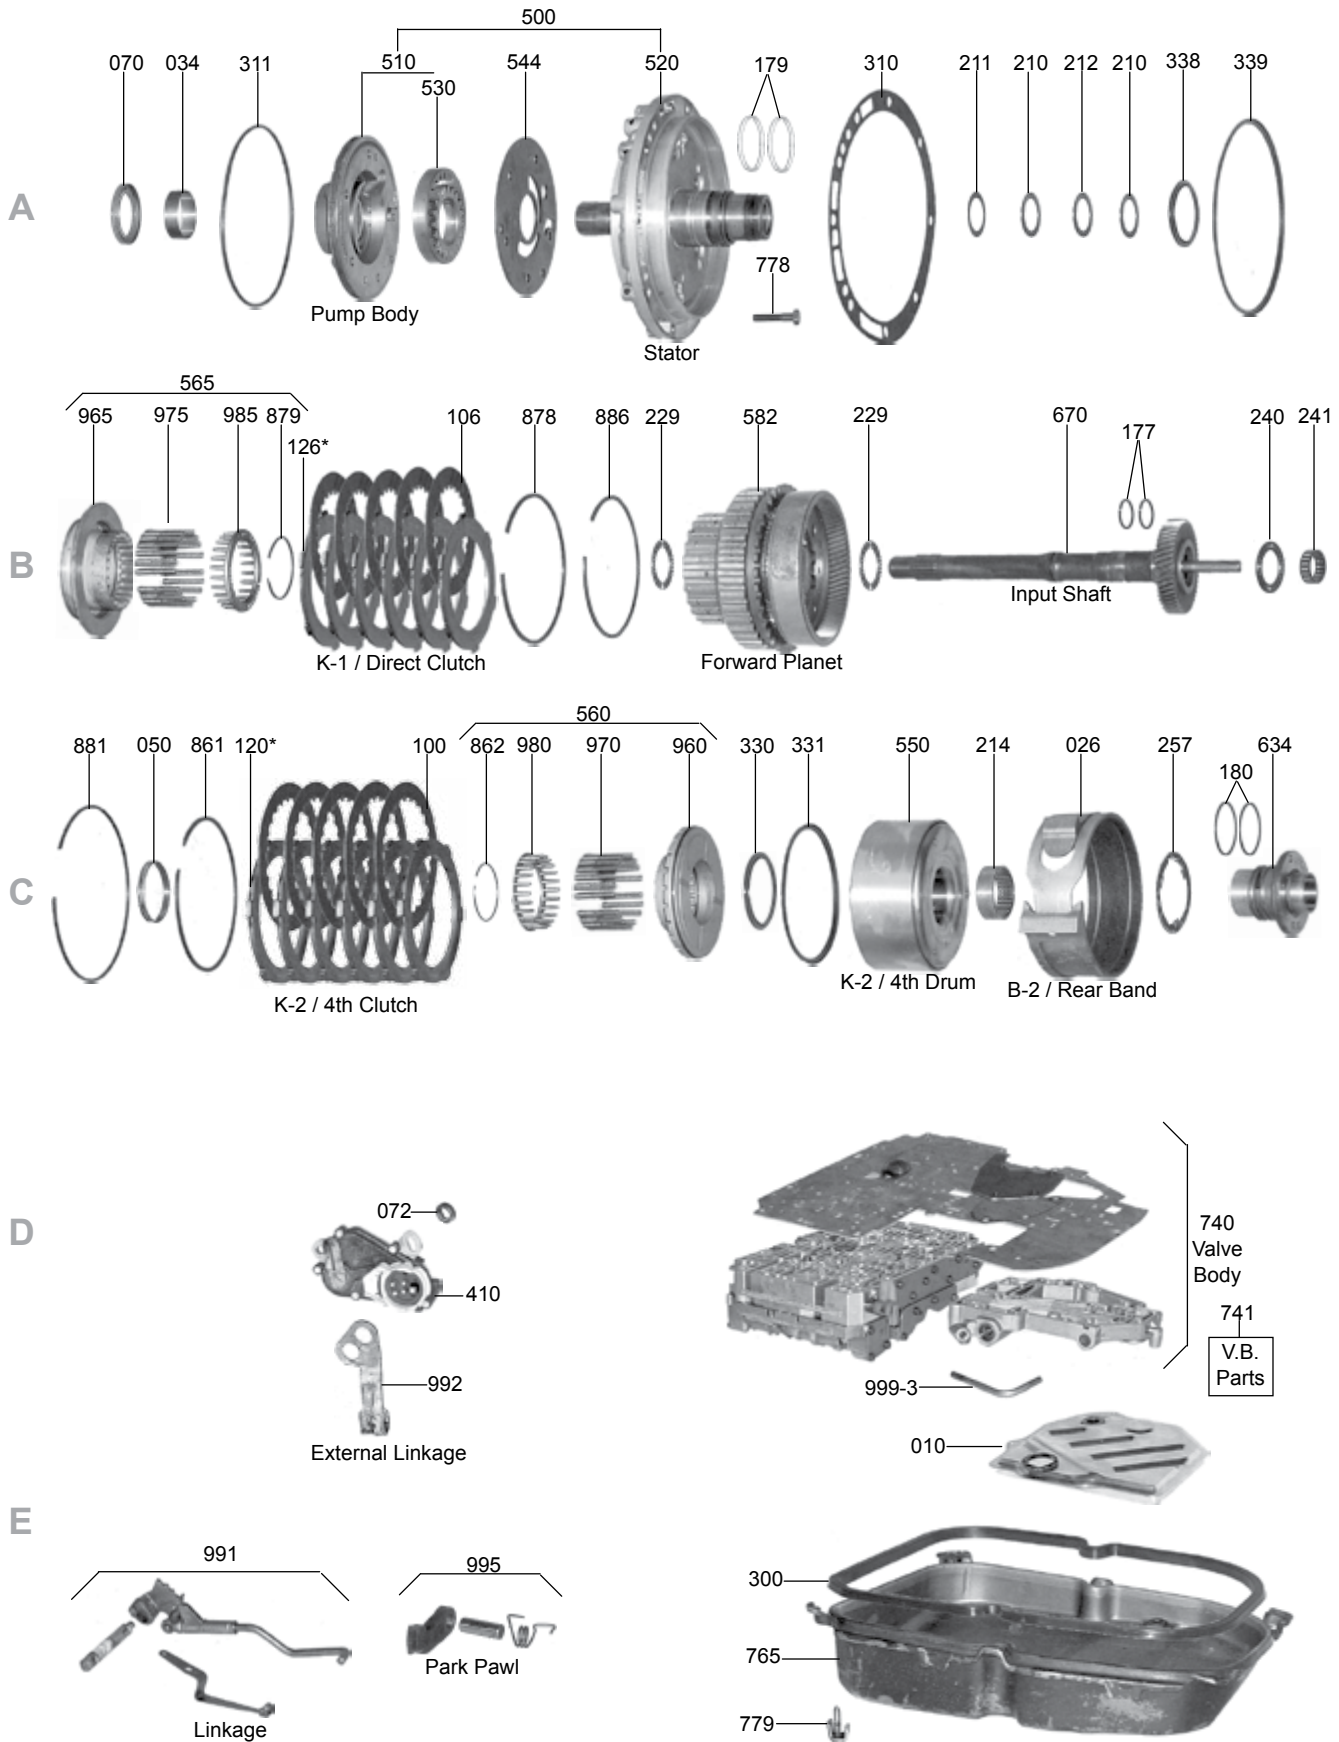 500
070 034 311 510 544 520 179 310 211 210 212 210 338 339
530
A
778
Pump Body
Stator
565
965 975 985 879 106 878 886 229 582 229 670 177 240 241
126*
B
Input Shaft
K-1 / Direct Clutch
Forward Planet
560
881 050 861 120* 100 862 980 970 960 330 331 550 214 026 257 634
180
C
K-2 / 4th Drum
B-2 / Rear Band
K-2 / 4th Clutch
D
072
410
992
External Linkage
740
Valve
Body
741
V.B.
Parts
999-3
010
E
991
995
Park Pawl
Linkage
300
765
779